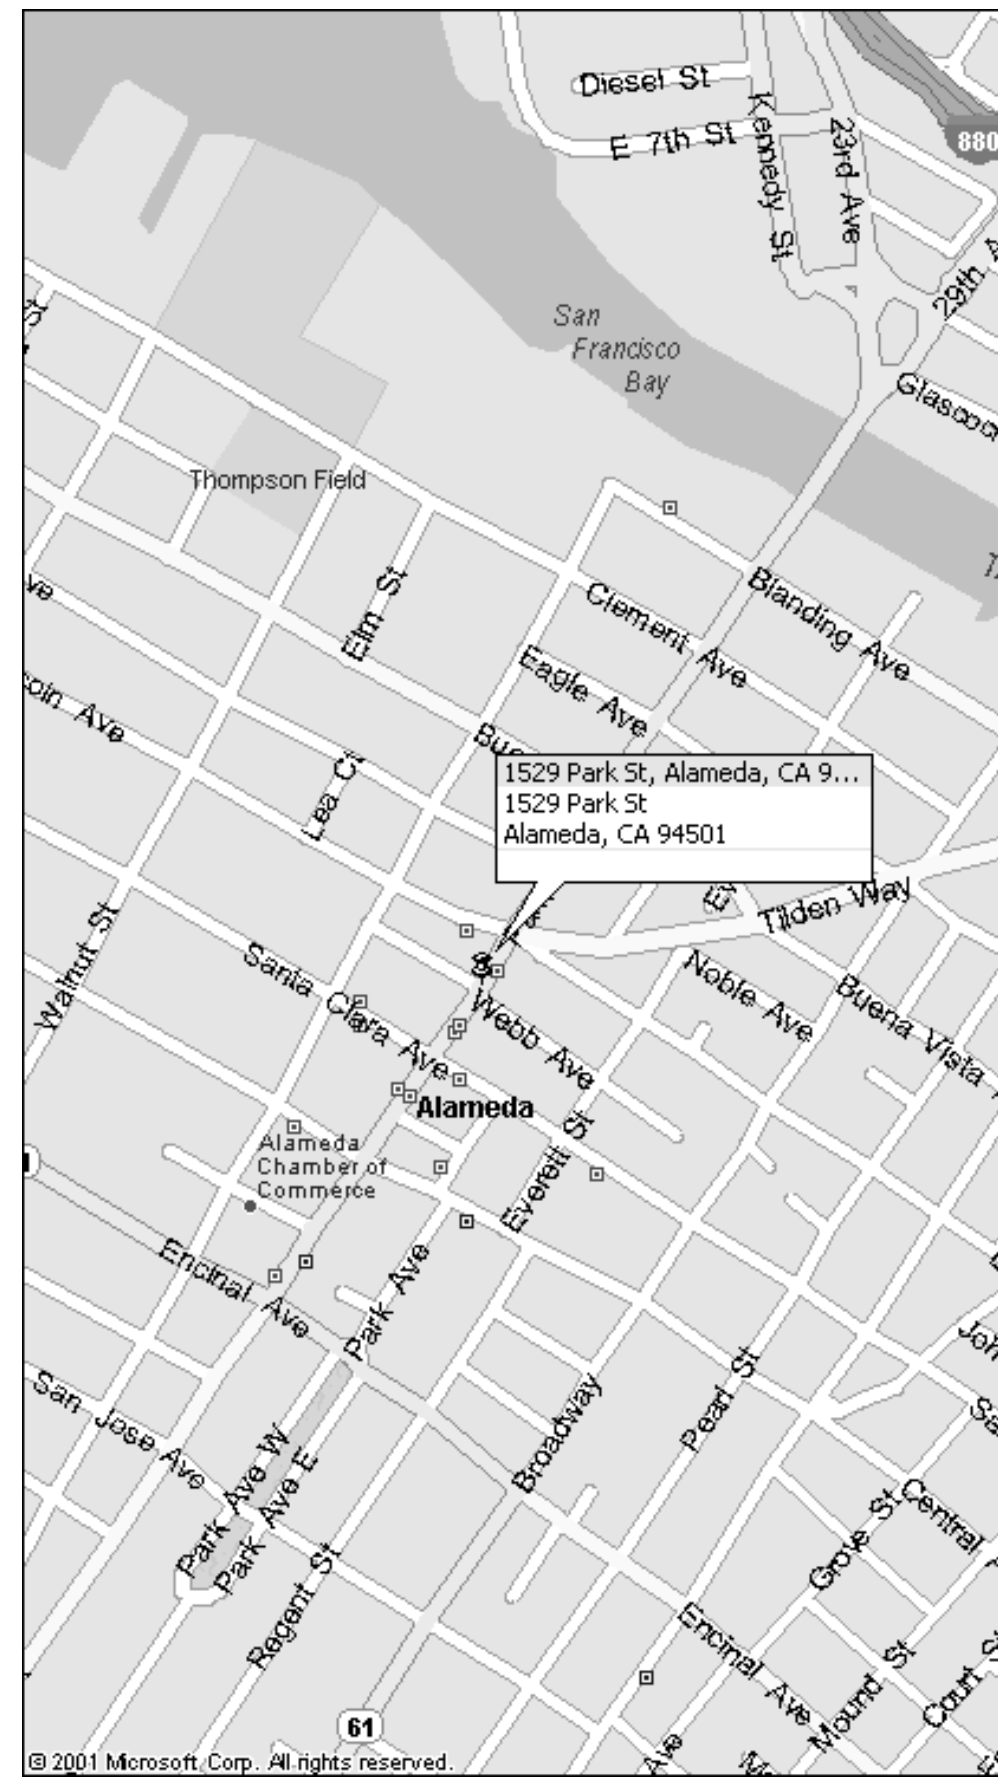 Diesel St
E 7th St
Kennedy St
23rd Ave
880
29th
San
Francisco
Bay
Thompson Field
Elm St
Clement Ave
Blanding Ave
Eagle Ave
Ave
Lea Ct
1529 Park St, Alameda, CA 9...
1529 Park St
Alameda, CA 94501
Tilden Way
Walnut St
Santa Clara Ave
Webb Ave
Noble Ave
Buena Vista
Alameda
Alameda
Chamber of
Commerce
Everett St
Encinal Ave
Park Ave
San Jose Ave
Park Ave W
Park Ave E
Regent St
Broadway
Pearl St
Grove St
Central
Encinal Ave
Mound St
Court St
Ave
61
© 2001 Microsoft Corp. All rights reserved.